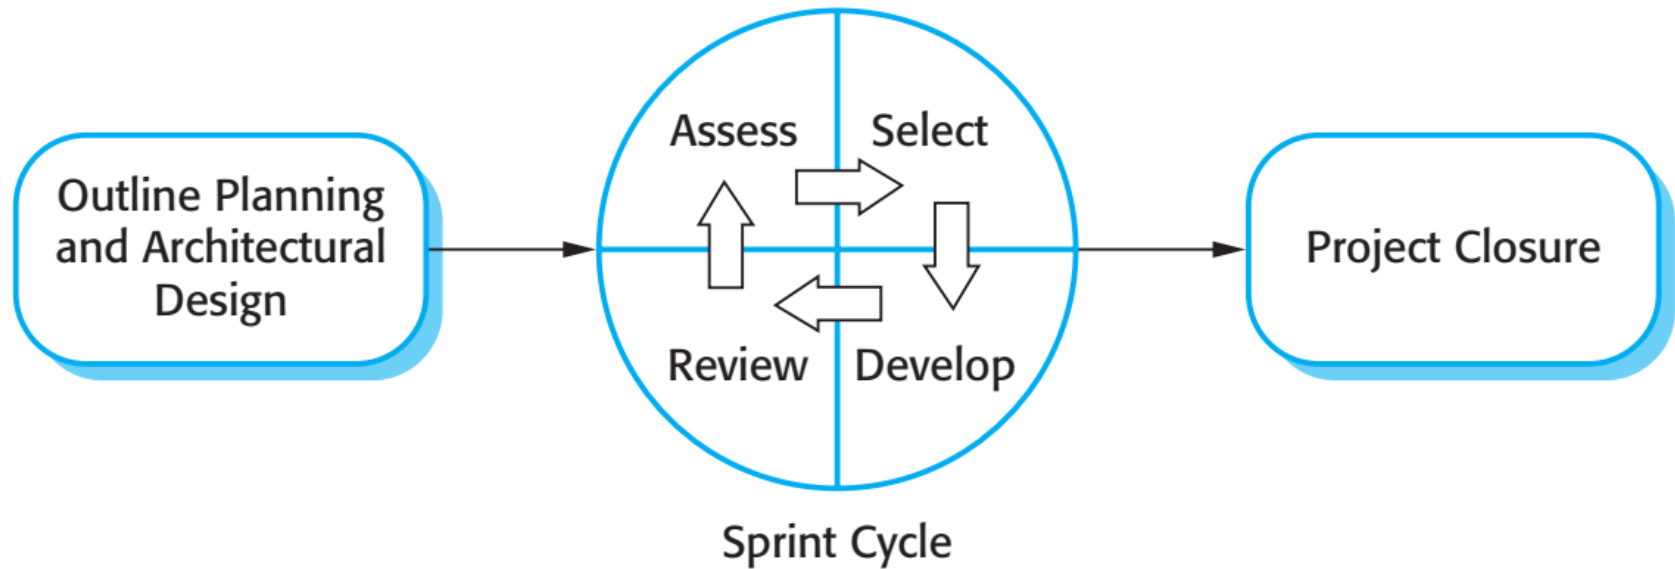 Outline Planning
and Architectural
Design
Assess
Select
Review
Develop
Sprint Cycle
Project Closure